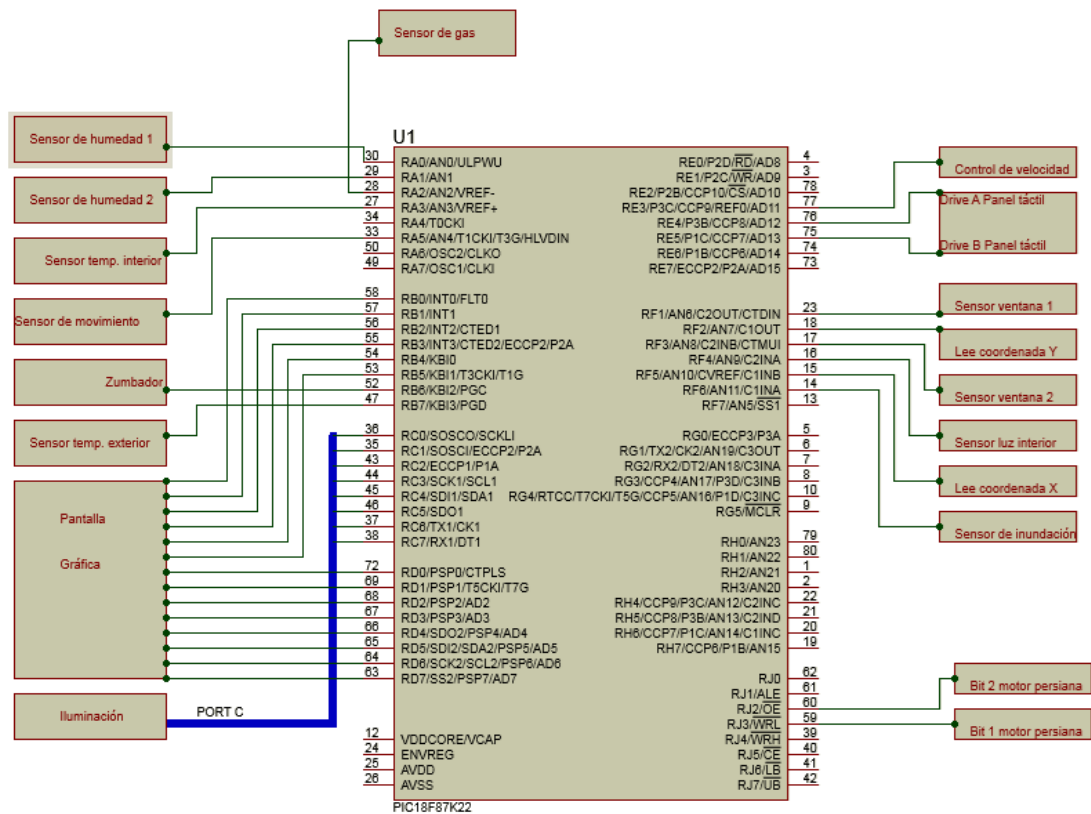 Sensor de gas
Sensor de humedad 1
Sensor de humedad 2
Sensor temp. interior
Sensor de movimiento
Zumbador
Sensor temp. exterior
Pantalla
Gráfica
Iluminación
PORT C
U1
30 RA0/AN0/ULPWU
29 RA1/AN1
28 RA2/AN2/VREF-
27 RA3/AN3/VREF+
34 RA4/T0CKI
33 RA5/AN4/T1CKI/T3G/HLVDIN
50 RA6/OSC2/CLKO
49 RA7/OSC1/CLKI
58 RB0/INT0/FLT0
57 RB1/INT1
56 RB2/INT2/CTED1
55 RB3/INT3/CTED2/ECCP2/P2A
54 RB4/KBI0
53 RB5/KBI1/T3CKI/T1G
52 RB6/KBI2/PGC
47 RB7/KBI3/PGD
36 RC0/SOSCO/SCKLI
35 RC1/SOSCI/ECCP2/P2A
43 RC2/ECCP1/P1A
44 RC3/SCK1/SCL1
45 RC4/SDI1/SDA1
46 RC5/SDO1
37 RC6/TX1/CK1
38 RC7/RX1/DT1
72 RD0/PSP0/CTPLS
69 RD1/PSP1/T5CKI/T7G
68 RD2/PSP2/AD2
67 RD3/PSP3/AD3
66 RD4/SDO2/PSP4/AD4
65 RD5/SDI2/SDA2/PSP5/AD5
64 RD6/SCK2/SCL2/PSP6/AD6
63 RD7/SS2/PSP7/AD7
12 VDDCORE/VCAP
24 ENVREG
25 AVDD
26 AVSS
RE0/P2D/RD/AD8 4
RE1/P2C/WR/AD9 3
RE2/P2B/CCP10/CS/AD10 78
RE3/P3C/CCP9/REF0/AD11 77
RE4/P3B/CCP8/AD12 76
RE5/P1C/CCP7/AD13 75
RE6/P1B/CCP6/AD14 74
RE7/ECCP2/P2A/AD15 73
RF1/AN6/C2OUT/CTDIN 23
RF2/AN7/C1OUT 18
RF3/AN8/C2INB/CTMUI 17
RF4/AN9/C2INA 16
RF5/AN10/CVREF/C1INB 15
RF6/AN11/C1INA 14
RF7/AN5/SS1 13
RG0/ECCP3/P3A 5
RG1/TX2/CK2/AN19/C3OUT 6
RG2/RX2/DT2/AN18/C3INA 7
RG3/CCP4/AN17/P3D/C3INB 8
RG4/RTCC/T7CKI/T5G/CCP5/AN16/P1D/C3INC 10
RG5/MCLR 9
RH0/AN23 79
RH1/AN22 80
RH2/AN21 1
RH3/AN20 2
RH4/CCP9/P3C/AN12/C2INC 22
RH5/CCP8/P3B/AN13/C2IND 21
RH6/CCP7/P1C/AN14/C1INC 20
RH7/CCP6/P1B/AN15 19
RJ0 62
RJ1/ALE 61
RJ2/OE 60
RJ3/WRL 59
RJ4/WRH 39
RJ5/CE 40
RJ6/LB 41
RJ7/UB 42
PIC18F87K22
Control de velocidad
Drive A Panel táctil
Drive B Panel táctil
Sensor ventana 1
Lee coordenada Y
Sensor ventana 2
Sensor luz interior
Lee coordenada X
Sensor de inundación
Bit 2 motor persiana
Bit 1 motor persiana